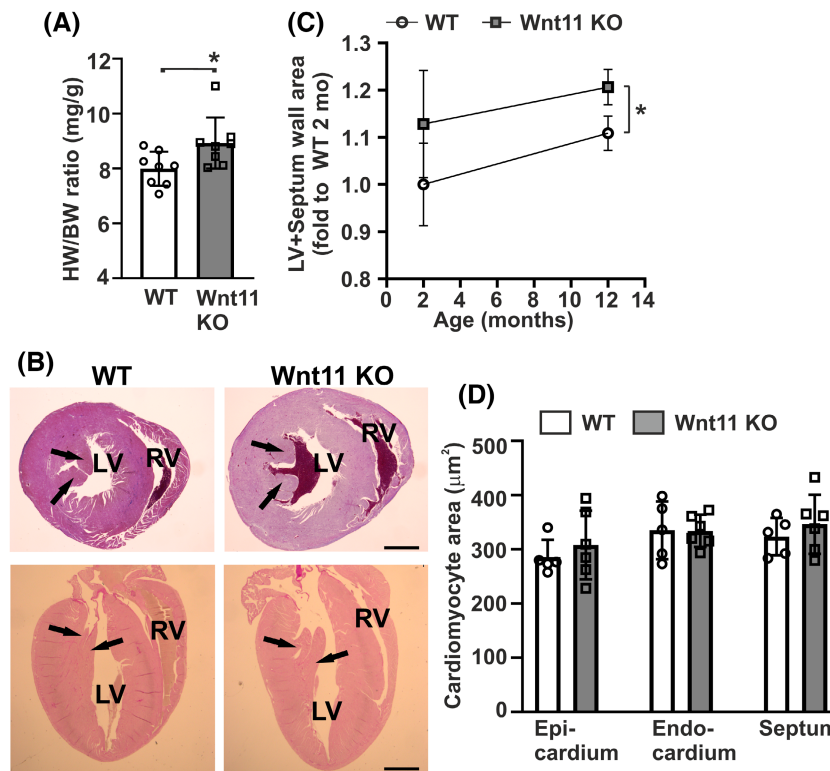 (A)
HW/BW ratio (mg/g)
12
10
8
6
4
*
WT
Wnt11
KO
(C)
WT
Wnt11 KO
LV+Septum wall area
(fold to WT 2 mo)
1.3
1.2
1.1
1.0
0.9
0.8
*
0 2 4 6 8 10 12 14
Age (months)
(B)
WT
Wnt11 KO
LV
RV
LV
RV
RV
LV
RV
LV
(D)
WT
Wnt11 KO
Cardiomyocyte area (μm²)
500
400
300
200
100
0
Epi-
cardium
Endo-
cardium
Septum